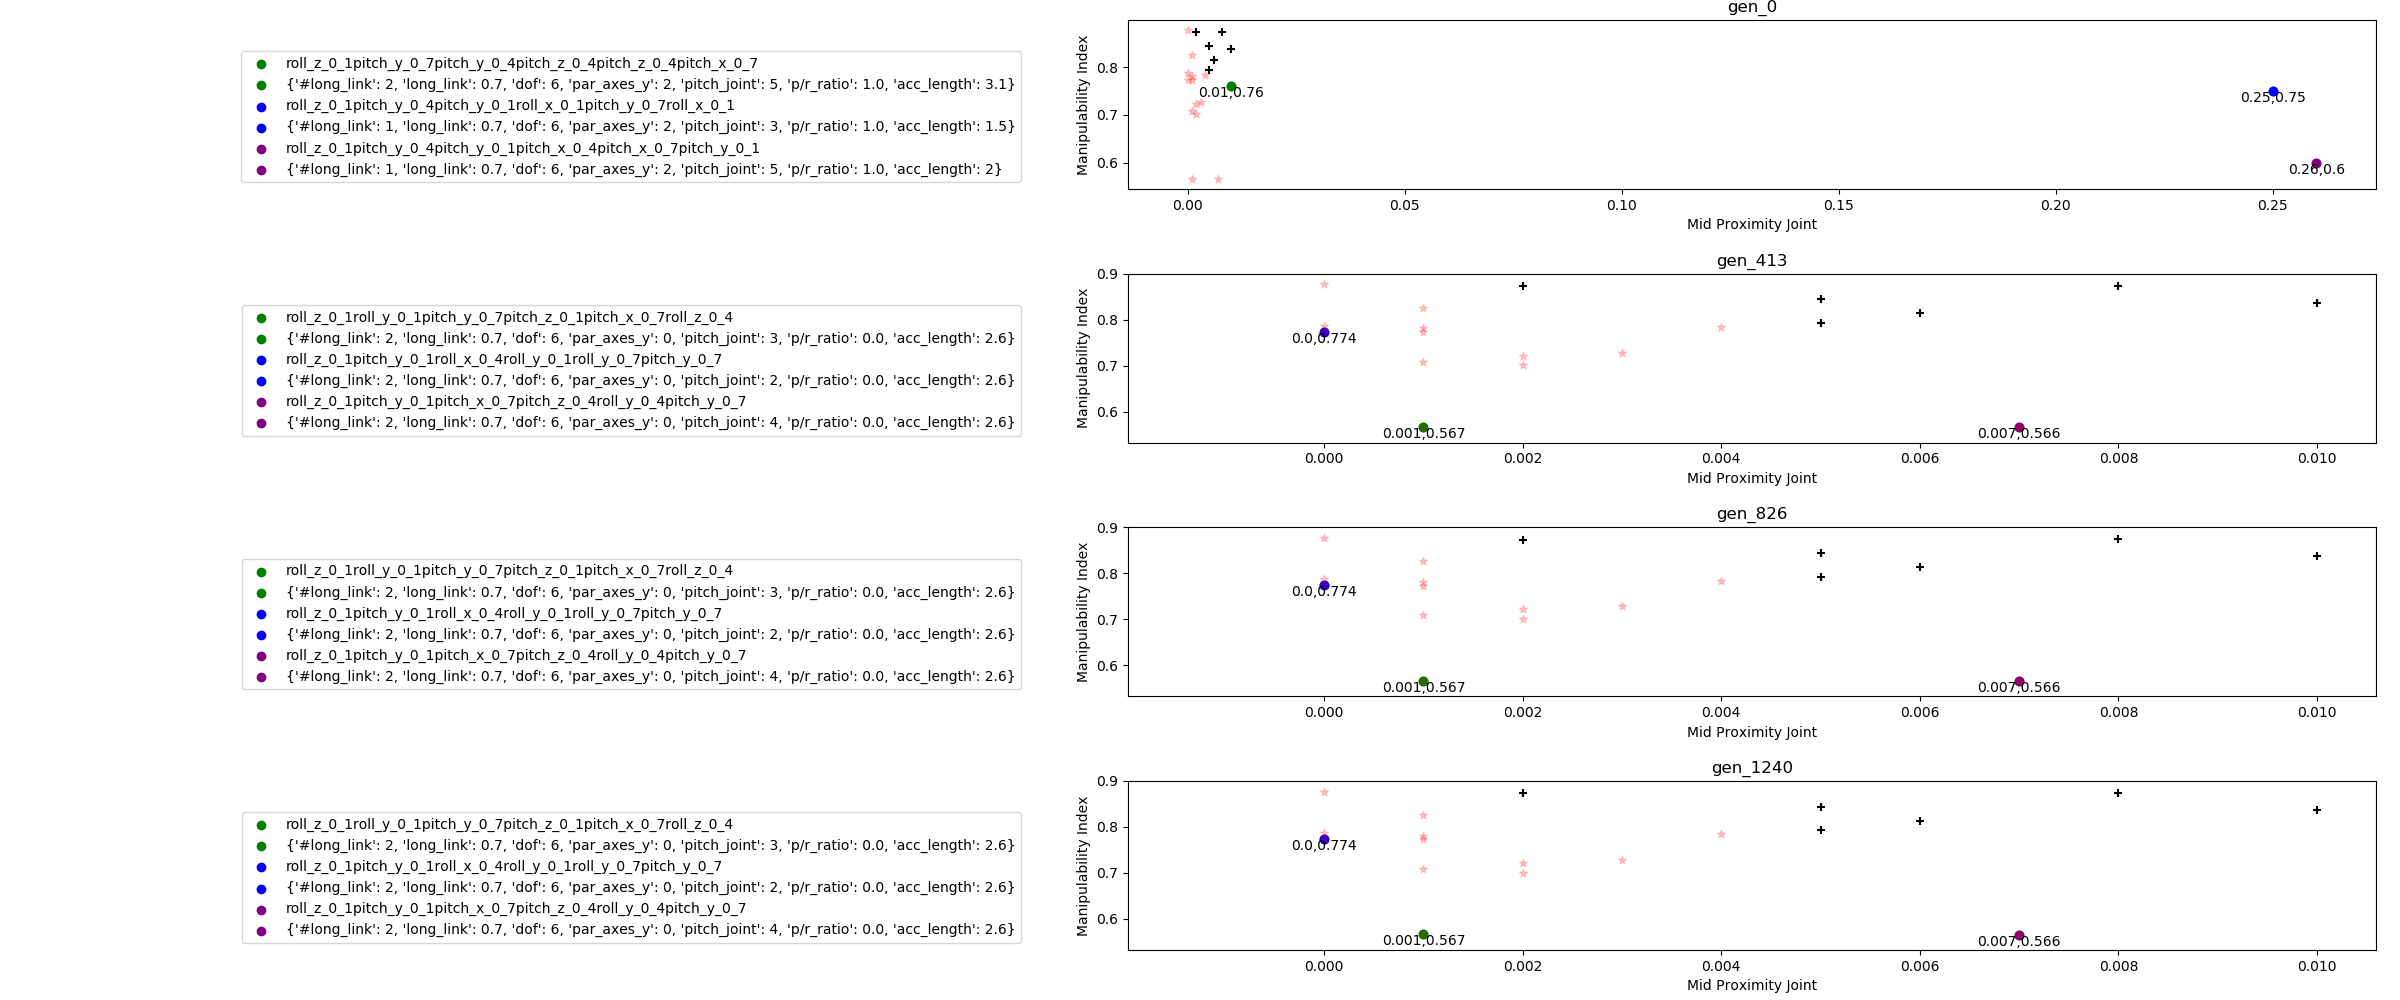 gen_0
roll_z_0_1pitch_y_0_7pitch_y_0_4pitch_z_0_4pitch_z_0_4pitch_x_0_7
{'#long_link': 2, 'long_link': 0.7, 'dof': 6, 'par_axes_y': 2, 'pitch_joint': 5, 'p/r_ratio': 1.0, 'acc_length': 3.1}
roll_z_0_1pitch_y_0_4pitch_y_0_1roll_x_0_1pitch_y_0_7roll_x_0_1
{'#long_link': 1, 'long_link': 0.7, 'dof': 6, 'par_axes_y': 2, 'pitch_joint': 3, 'p/r_ratio': 1.0, 'acc_length': 1.5}
roll_z_0_1pitch_y_0_4pitch_y_0_1pitch_x_0_4pitch_x_0_7pitch_y_0_1
{'#long_link': 1, 'long_link': 0.7, 'dof': 6, 'par_axes_y': 2, 'pitch_joint': 5, 'p/r_ratio': 1.0, 'acc_length': 2}
Manipulability Index
0.8
0.7
0.6
0.01,0.76
0.25,0.75
0.26,0.6
0.00 0.05 0.10 0.15 0.20 0.25
Mid Proximity Joint
gen_413
roll_z_0_1roll_y_0_1pitch_y_0_7pitch_z_0_1pitch_x_0_7roll_z_0_4
{'#long_link': 2, 'long_link': 0.7, 'dof': 6, 'par_axes_y': 0, 'pitch_joint': 3, 'p/r_ratio': 0.0, 'acc_length': 2.6}
roll_z_0_1pitch_y_0_1roll_x_0_4roll_y_0_1roll_y_0_7pitch_y_0_7
{'#long_link': 2, 'long_link': 0.7, 'dof': 6, 'par_axes_y': 0, 'pitch_joint': 2, 'p/r_ratio': 0.0, 'acc_length': 2.6}
roll_z_0_1pitch_y_0_1pitch_x_0_7pitch_z_0_4roll_y_0_4pitch_y_0_7
{'#long_link': 2, 'long_link': 0.7, 'dof': 6, 'par_axes_y': 0, 'pitch_joint': 4, 'p/r_ratio': 0.0, 'acc_length': 2.6}
Manipulability Index
0.9
0.8
0.7
0.6
0.0,0.774
0.001,0.567
0.007,0.566
0.000 0.002 0.004 0.006 0.008 0.010
Mid Proximity Joint
gen_826
roll_z_0_1roll_y_0_1pitch_y_0_7pitch_z_0_1pitch_x_0_7roll_z_0_4
{'#long_link': 2, 'long_link': 0.7, 'dof': 6, 'par_axes_y': 0, 'pitch_joint': 3, 'p/r_ratio': 0.0, 'acc_length': 2.6}
roll_z_0_1pitch_y_0_1roll_x_0_4roll_y_0_1roll_y_0_7pitch_y_0_7
{'#long_link': 2, 'long_link': 0.7, 'dof': 6, 'par_axes_y': 0, 'pitch_joint': 2, 'p/r_ratio': 0.0, 'acc_length': 2.6}
roll_z_0_1pitch_y_0_1pitch_x_0_7pitch_z_0_4roll_y_0_4pitch_y_0_7
{'#long_link': 2, 'long_link': 0.7, 'dof': 6, 'par_axes_y': 0, 'pitch_joint': 4, 'p/r_ratio': 0.0, 'acc_length': 2.6}
Manipulability Index
0.9
0.8
0.7
0.6
0.0,0.774
0.001,0.567
0.007,0.566
0.000 0.002 0.004 0.006 0.008 0.010
Mid Proximity Joint
gen_1240
roll_z_0_1roll_y_0_1pitch_y_0_7pitch_z_0_1pitch_x_0_7roll_z_0_4
{'#long_link': 2, 'long_link': 0.7, 'dof': 6, 'par_axes_y': 0, 'pitch_joint': 3, 'p/r_ratio': 0.0, 'acc_length': 2.6}
roll_z_0_1pitch_y_0_1roll_x_0_4roll_y_0_1roll_y_0_7pitch_y_0_7
{'#long_link': 2, 'long_link': 0.7, 'dof': 6, 'par_axes_y': 0, 'pitch_joint': 2, 'p/r_ratio': 0.0, 'acc_length': 2.6}
roll_z_0_1pitch_y_0_1pitch_x_0_7pitch_z_0_4roll_y_0_4pitch_y_0_7
{'#long_link': 2, 'long_link': 0.7, 'dof': 6, 'par_axes_y': 0, 'pitch_joint': 4, 'p/r_ratio': 0.0, 'acc_length': 2.6}
Manipulability Index
0.9
0.8
0.7
0.6
0.0,0.774
0.001,0.567
0.007,0.566
0.000 0.002 0.004 0.006 0.008 0.010
Mid Proximity Joint